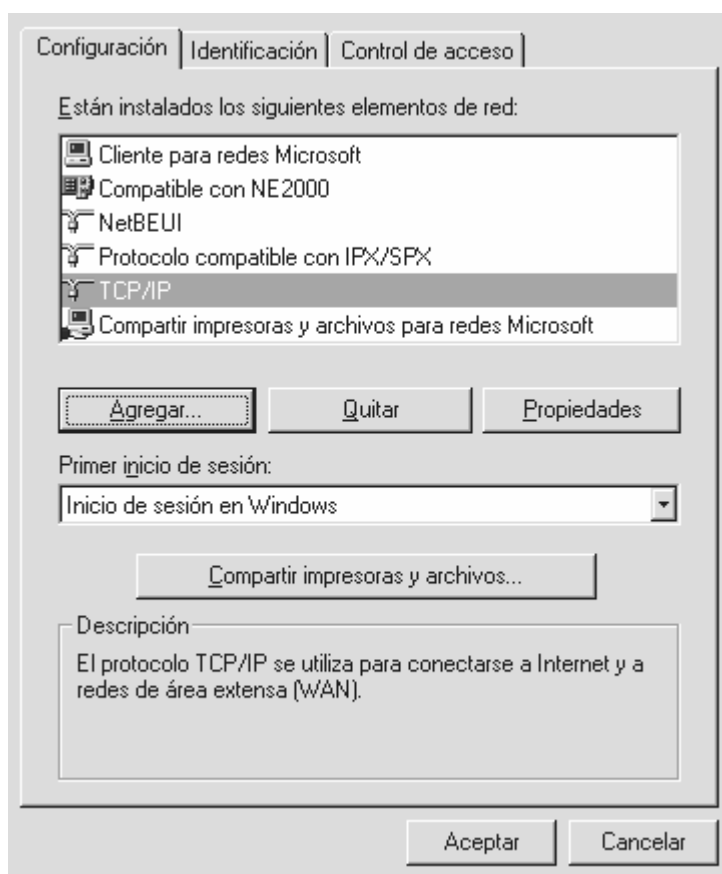 Configuración
Identificación
Control de acceso
Están instalados los siguientes elementos de red:
Cliente para redes Microsoft
Compatible con NE2000
NetBEUI
Protocolo compatible con IPX/SPX
TCP/IP
Compartir impresoras y archivos para redes Microsoft
Agregar...
Quitar
Propiedades
Primer inicio de sesión:
Inicio de sesión en Windows
Compartir impresoras y archivos...
Descripción
El protocolo TCP/IP se utiliza para conectarse a Internet y a
redes de área extensa (WAN).
Aceptar
Cancelar